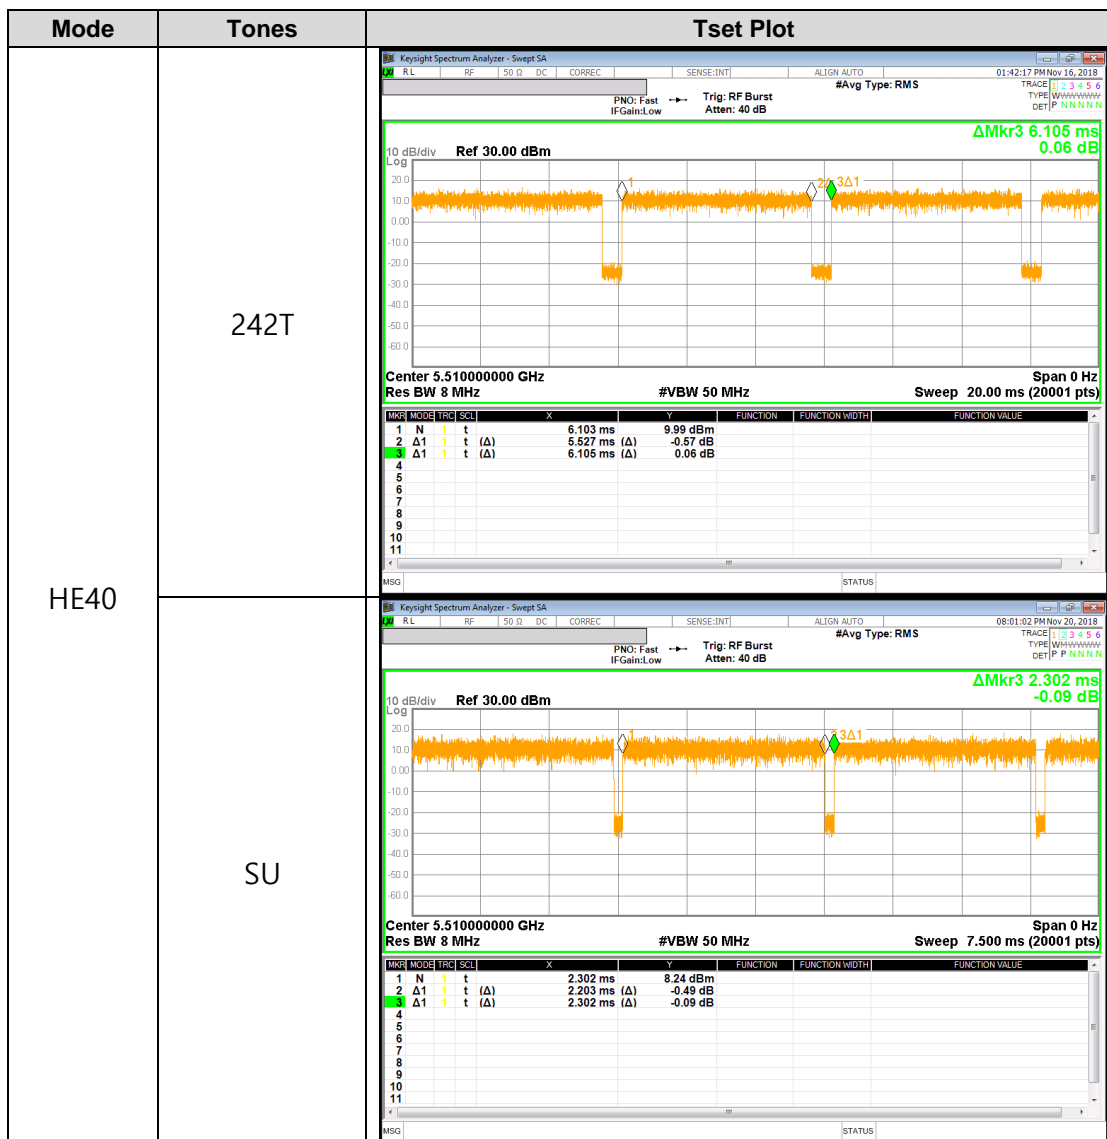 Mode Tones Tset Plot
HE40
242T
Keysight Spectrum Analyzer - Swept SA
RL RF 50 Ω DC CORREC SENSE:INT ALIGN AUTO 01:42:17 PM Nov 16, 2018
#Avg Type: RMS TRACE 1 2 3 4 5 6
PNO: Fast Trig: RF Burst TYPE WWWWWW
IFGain:Low Atten: 40 dB DET P N N N N N
ΔMkr3 6.105 ms
0.06 dB
10 dB/div Ref 30.00 dBm
Log
20.0
10.0
0.00
-10.0
-20.0
-30.0
-40.0
-50.0
-60.0
1 3Δ1
Center 5.510000000 GHz Span 0 Hz
Res BW 8 MHz #VBW 50 MHz Sweep 20.00 ms (20001 pts)
MKR MODE TRC SCL X Y FUNCTION FUNCTION WIDTH FUNCTION VALUE
1 N 1 t 6.103 ms 9.99 dBm
2 Δ1 1 t (Δ) 5.527 ms (Δ) -0.57 dB
3 Δ1 1 t (Δ) 6.105 ms (Δ) 0.06 dB
4
5
6
7
8
9
10
11
MSG STATUS
SU
Keysight Spectrum Analyzer - Swept SA
RL RF 50 Ω DC CORREC SENSE:INT ALIGN AUTO 08:01:02 PM Nov 20, 2018
#Avg Type: RMS TRACE 1 2 3 4 5 6
PNO: Fast Trig: RF Burst TYPE WMWWWW
IFGain:Low Atten: 40 dB DET P P N N N N
ΔMkr3 2.302 ms
-0.09 dB
10 dB/div Ref 30.00 dBm
Log
20.0
10.0
0.00
-10.0
-20.0
-30.0
-40.0
-50.0
-60.0
1 3Δ1
Center 5.510000000 GHz Span 0 Hz
Res BW 8 MHz #VBW 50 MHz Sweep 7.500 ms (20001 pts)
MKR MODE TRC SCL X Y FUNCTION FUNCTION WIDTH FUNCTION VALUE
1 N 1 t 2.302 ms 8.24 dBm
2 Δ1 1 t (Δ) 2.203 ms (Δ) -0.49 dB
3 Δ1 1 t (Δ) 2.302 ms (Δ) -0.09 dB
4
5
6
7
8
9
10
11
MSG STATUS